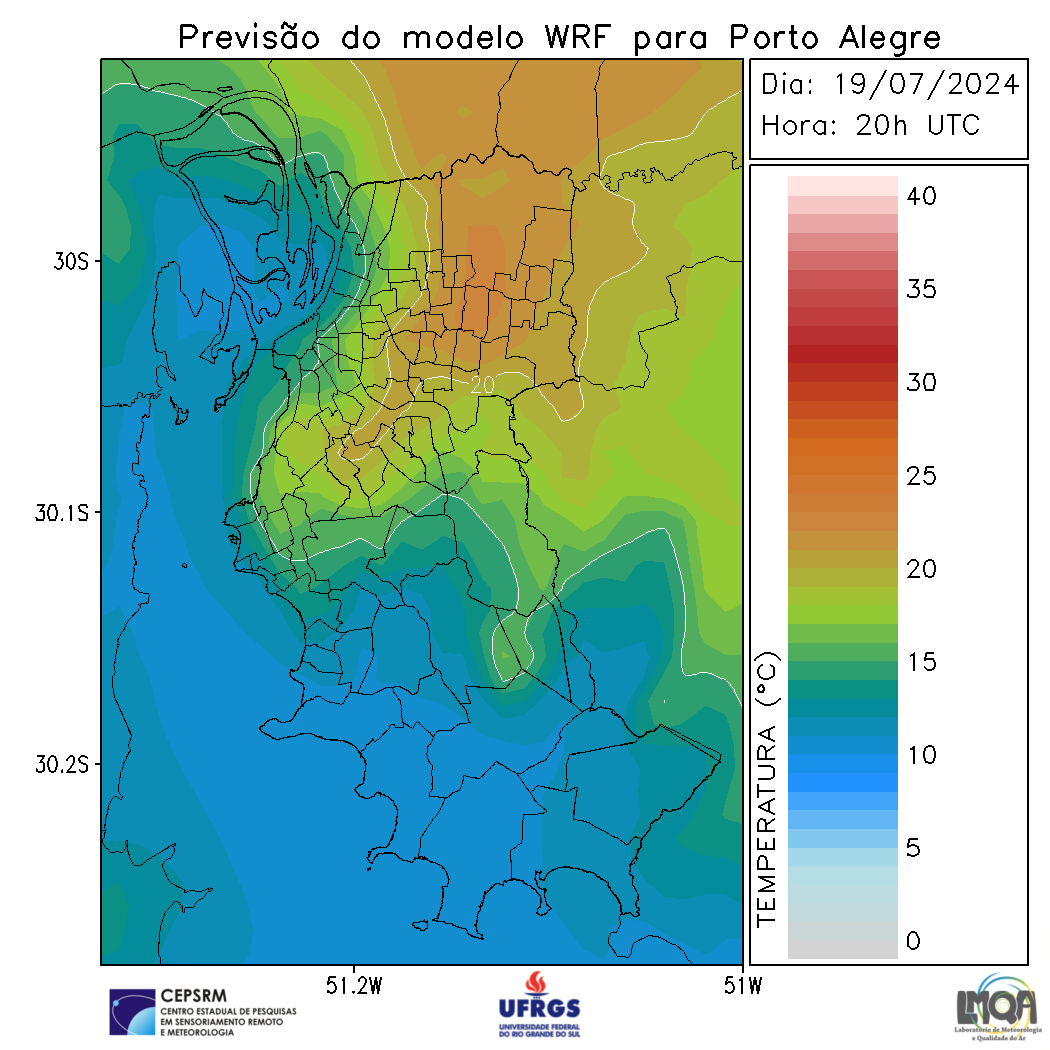 Previsão do modelo WRF para Porto Alegre
Dia: 19/07/2024
Hora: 20h UTC
40
35
30
25
20
15
10
5
0
TEMPERATURA (°C)
30S
30.1S
30.2S
20
51.2W
51W
CEPSRM
CENTRO ESTADUAL DE PESQUISAS
EM SENSORIAMENTO REMOTO
E METEOROLOGIA
UFRGS
UNIVERSIDADE FEDERAL
DO RIO GRANDE DO SUL
LMQA
Laboratório de Meteorologia
e Qualidade do Ar